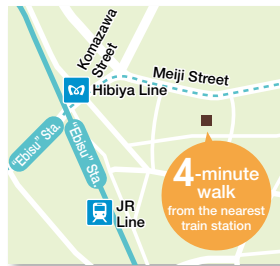 Komazawa
Street
Meiji Street
Hibiya Line
"Ebisu" Sta.
"Ebisu" Sta.
4-minute
walk
from the nearest
train station
JR
Line